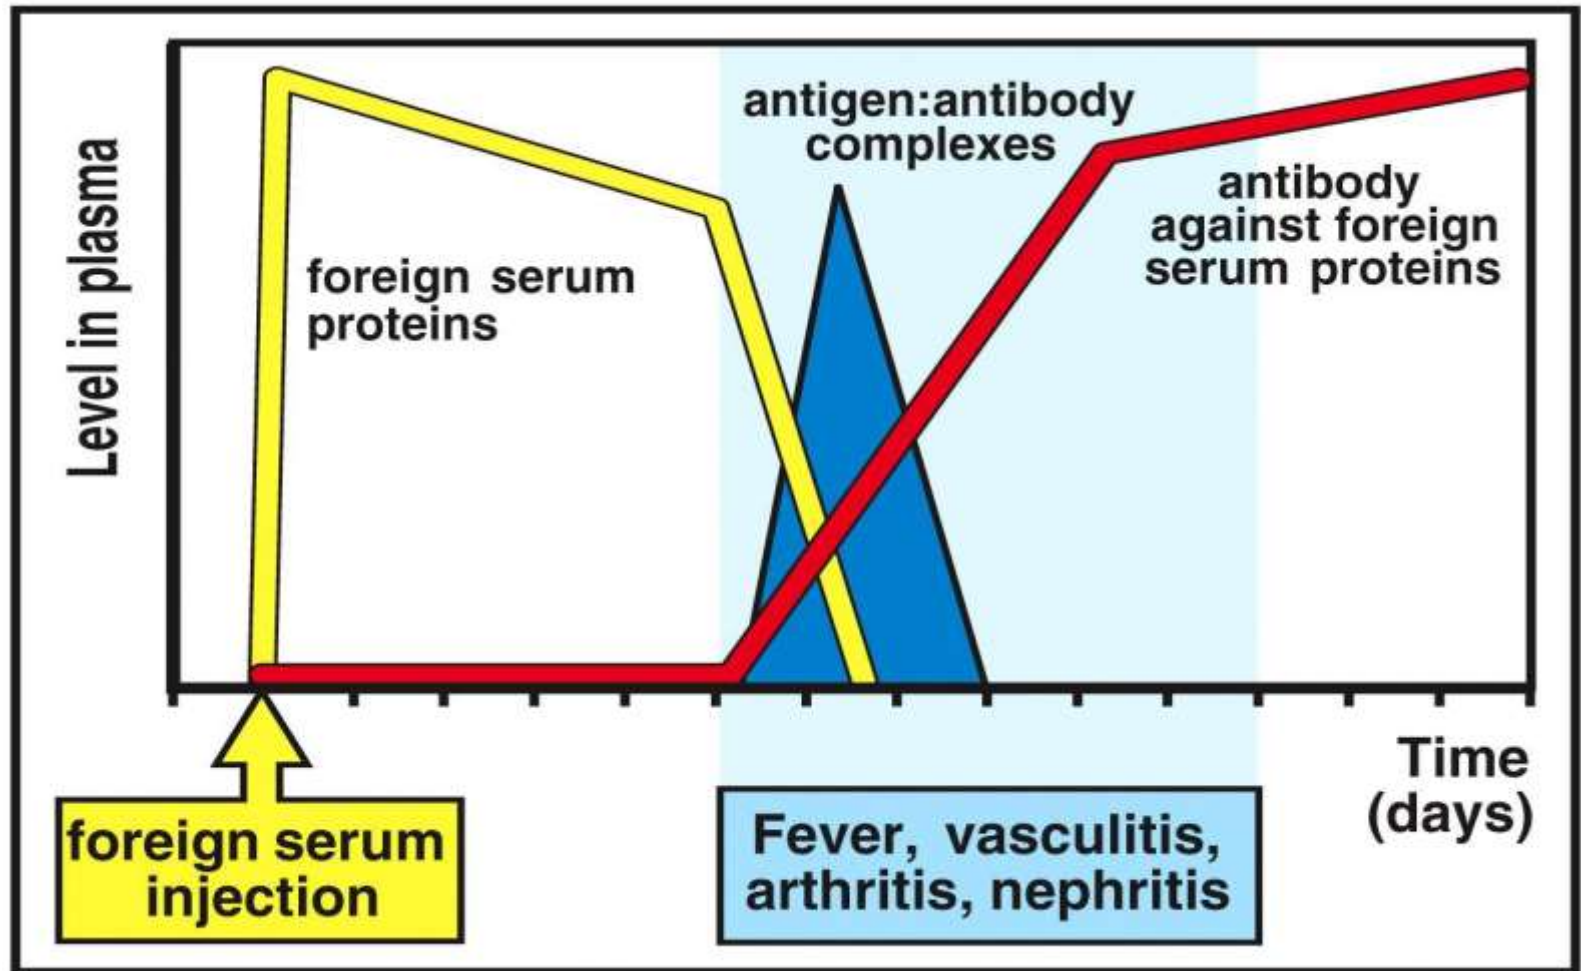 Level in plasma
foreign serum
proteins
antigen:antibody
complexes
antibody
against foreign
serum proteins
Time
(days)
foreign serum
injection
Fever, vasculitis,
arthritis, nephritis